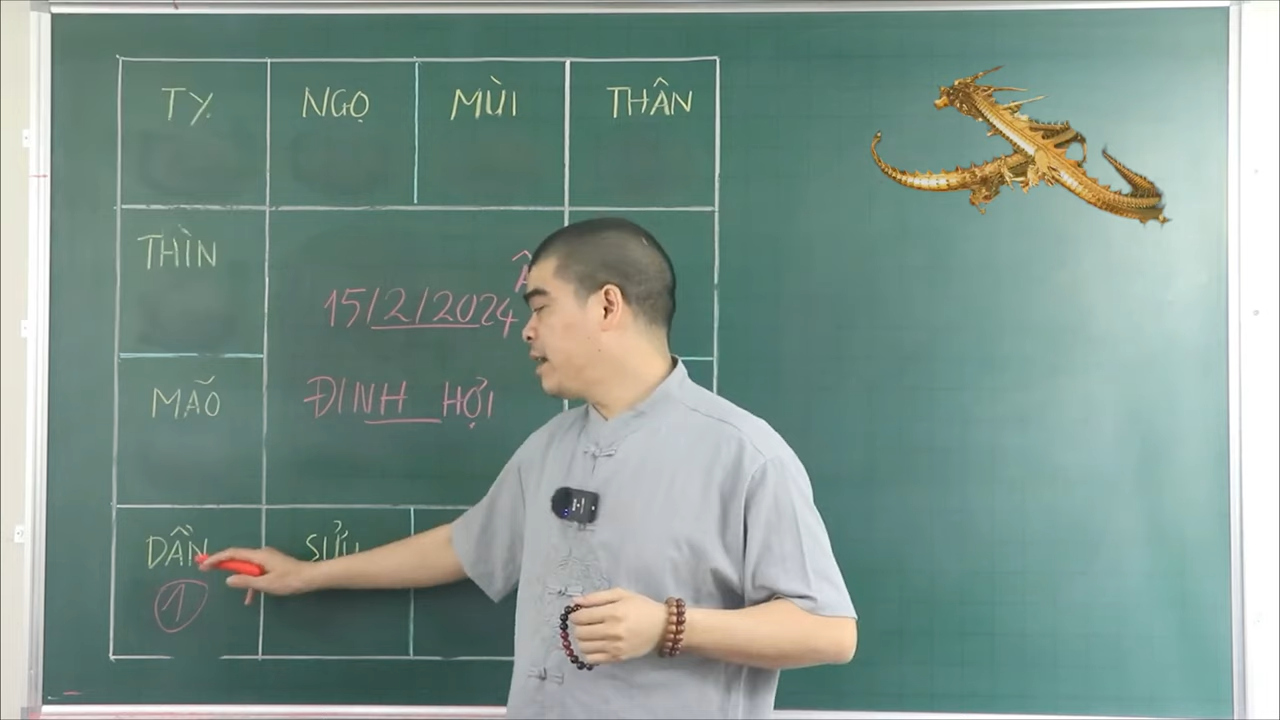 TỴ NGỌ MÙI THÂN
THÌN
15/2/2024
MÃO
ĐINH HỢI
DẦN SỬU
1